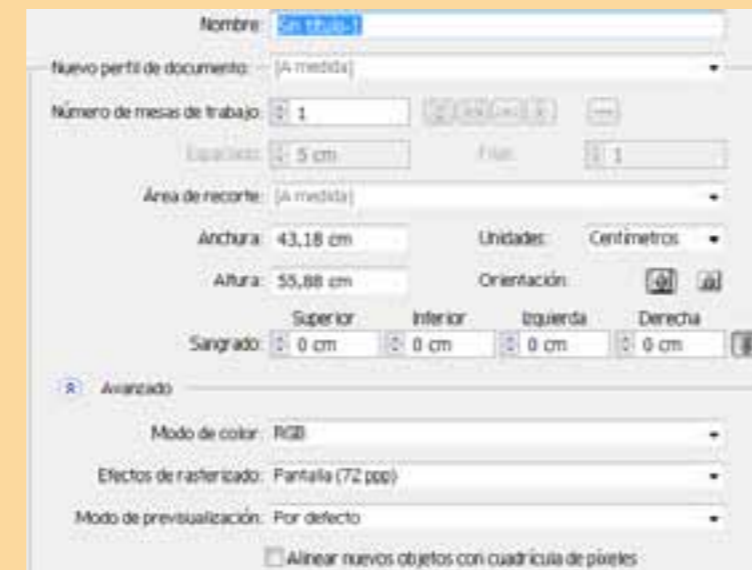 Nombre: Sin título-1
Nuevo perfil de documento: [A medida]
Número de mesas de trabajo: 1
Espaciado: 5 cm Filas: 1
Área de recorte: [A medida]
Anchura: 43,18 cm Unidades: Centímetros
Altura: 55,88 cm Orientación:
Superior Inferior Izquierda Derecha
Sangrado: 0 cm 0 cm 0 cm 0 cm
Avanzado
Modo de color: RGB
Efectos de rasterizado: Pantalla (72 ppp)
Modo de previsualización: Por defecto
Alinear nuevos objetos con cuadrícula de píxeles